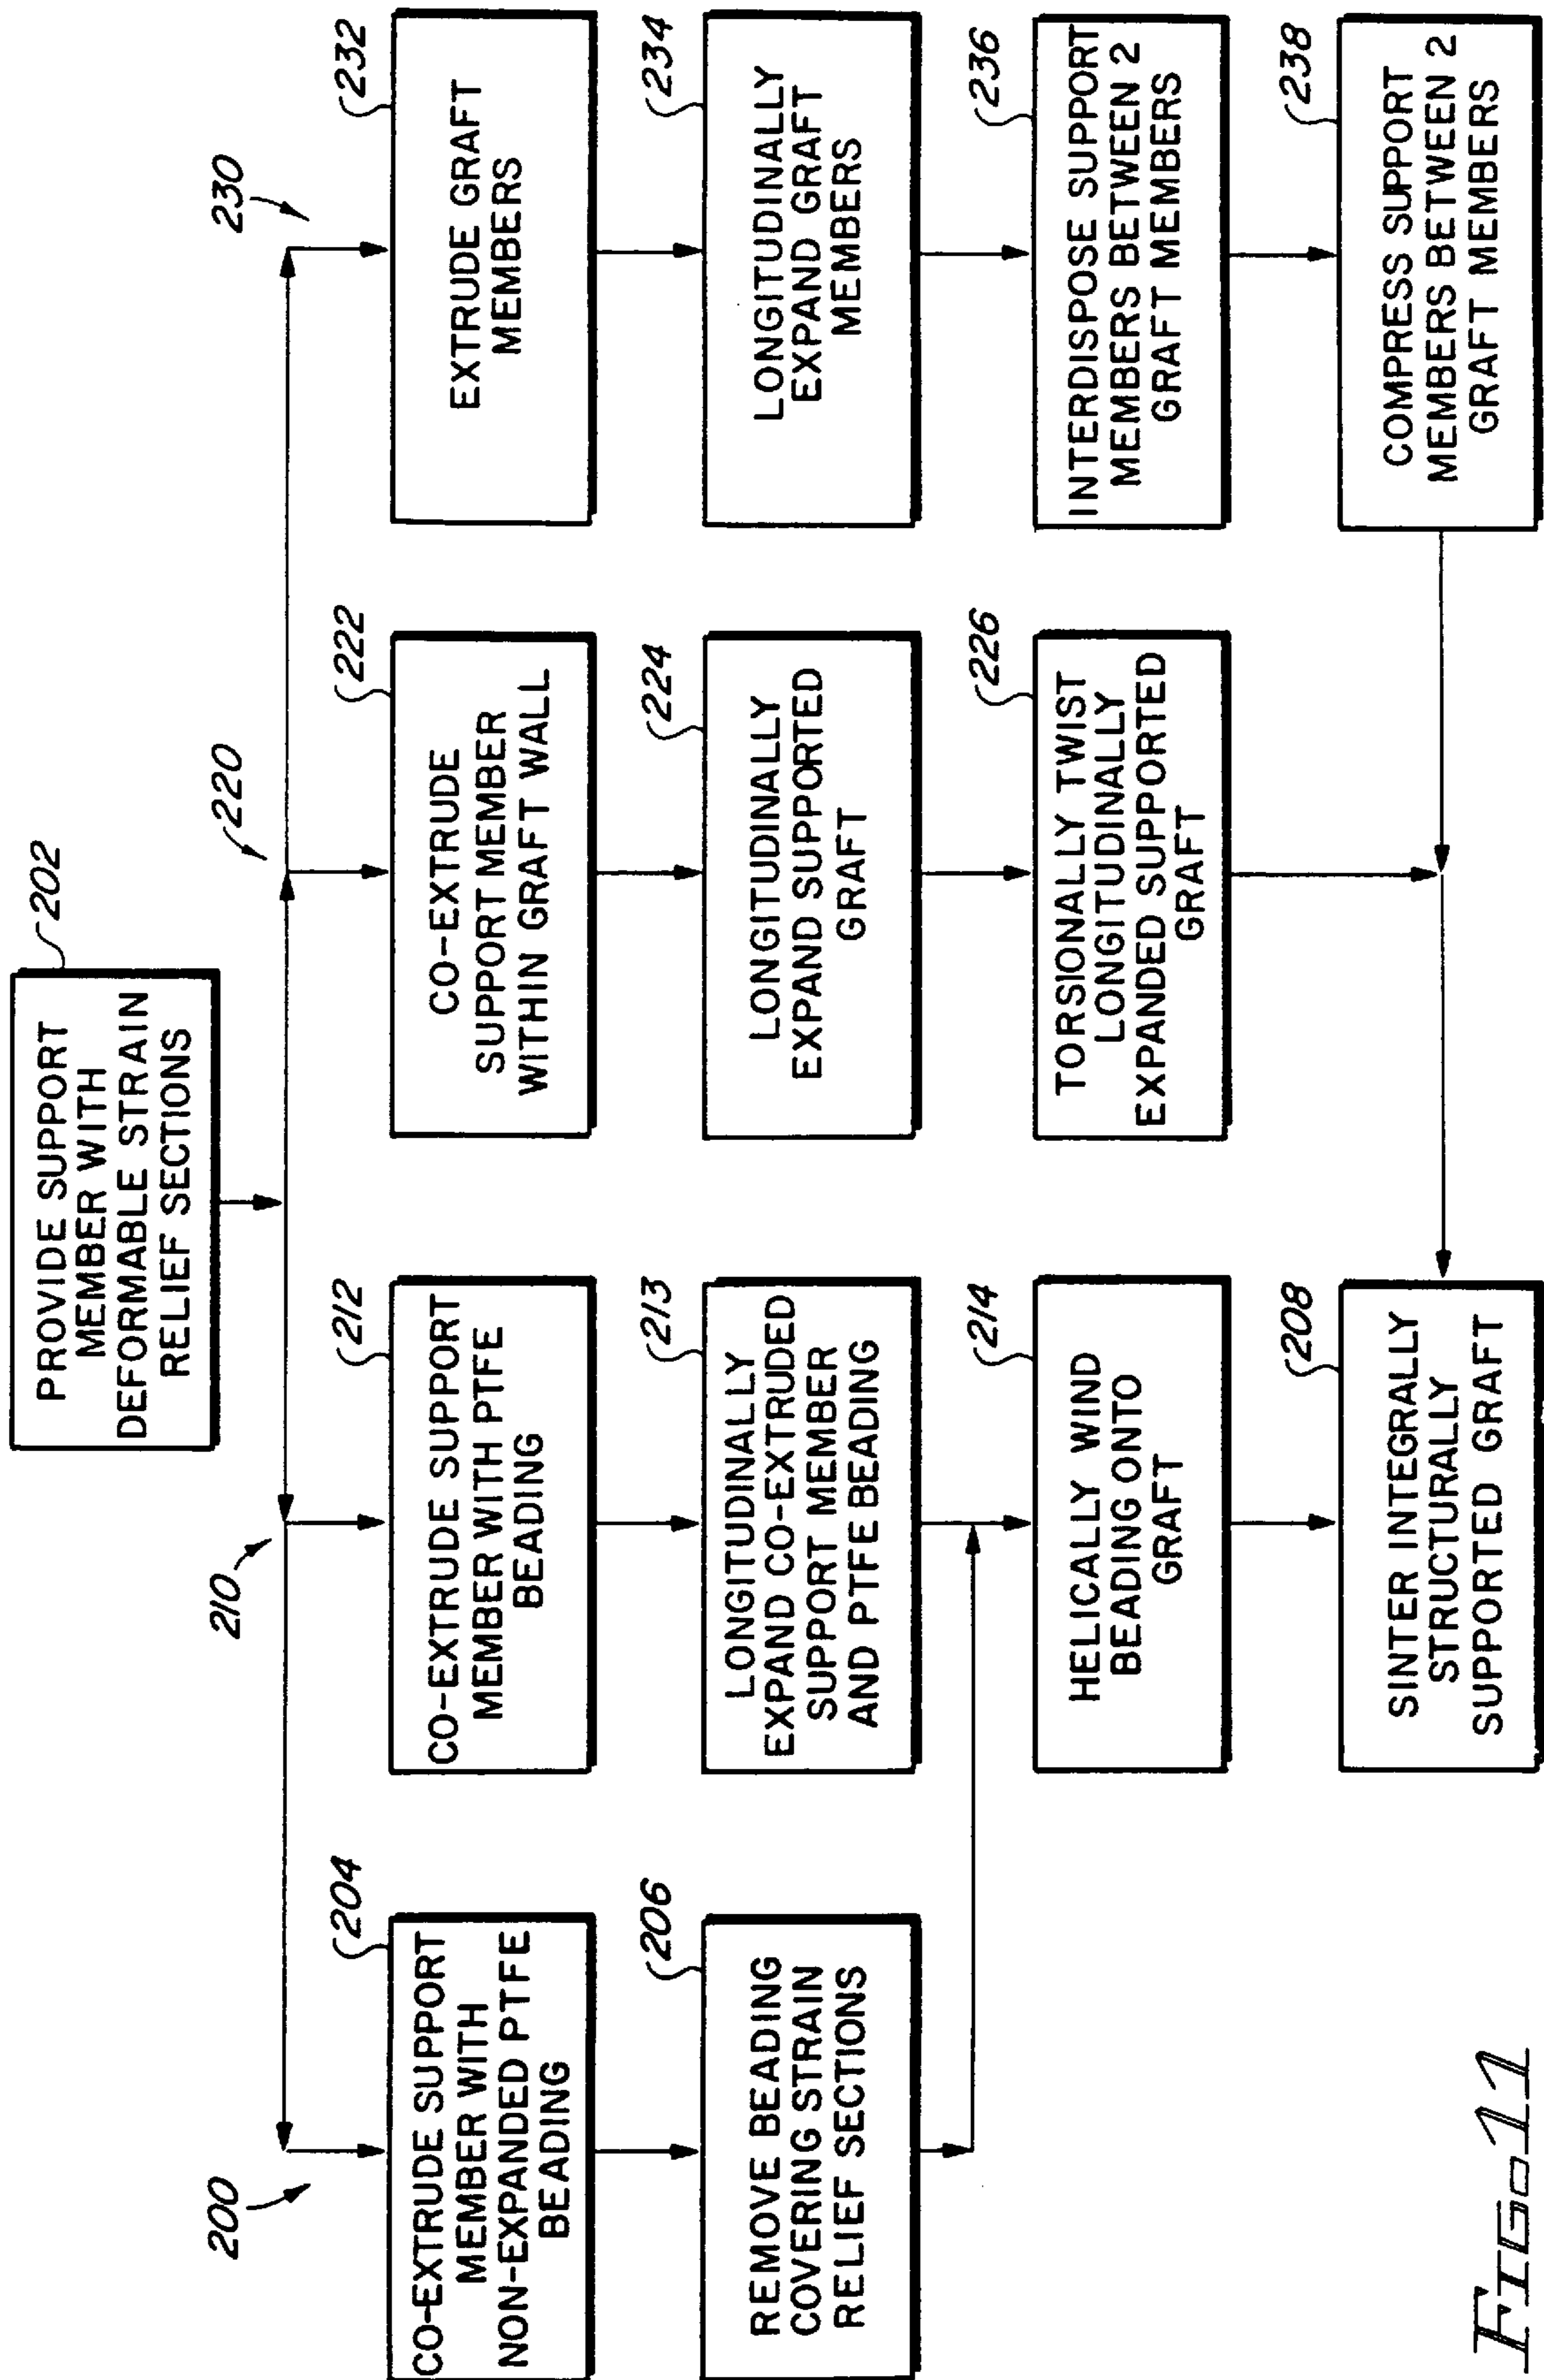 PROVIDE SUPPORT
MEMBER WITH
DEFORMABLE STRAIN
RELIEF SECTIONS
202
200
210
220
230
204
CO-EXTRUDE SUPPORT
MEMBER WITH
NON-EXPANDED PTFE
BEADING
212
CO-EXTRUDE SUPPORT
MEMBER WITH PTFE
BEADING
222
CO-EXTRUDE
SUPPORT MEMBER
WITHIN GRAFT WALL
232
EXTRUDE GRAFT
MEMBERS
206
REMOVE BEADING
COVERING STRAIN
RELIEF SECTIONS
213
LONGITUDINALLY
EXPAND CO-EXTRUDED
SUPPORT MEMBER
AND PTFE BEADING
224
LONGITUDINALLY
EXPAND SUPPORTED
GRAFT
234
LONGITUDINALLY
EXPAND GRAFT
MEMBERS
214
HELICALLY WIND
BEADING ONTO
GRAFT
226
TORSIONALLY TWIST
LONGITUDINALLY
EXPANDED SUPPORTED
GRAFT
236
INTERDISPOSE SUPPORT
MEMBERS BETWEEN 2
GRAFT MEMBERS
208
SINTER INTEGRALLY
STRUCTURALLY
SUPPORTED GRAFT
238
COMPRESS SUPPORT
MEMBERS BETWEEN 2
GRAFT MEMBERS
FIG. 11